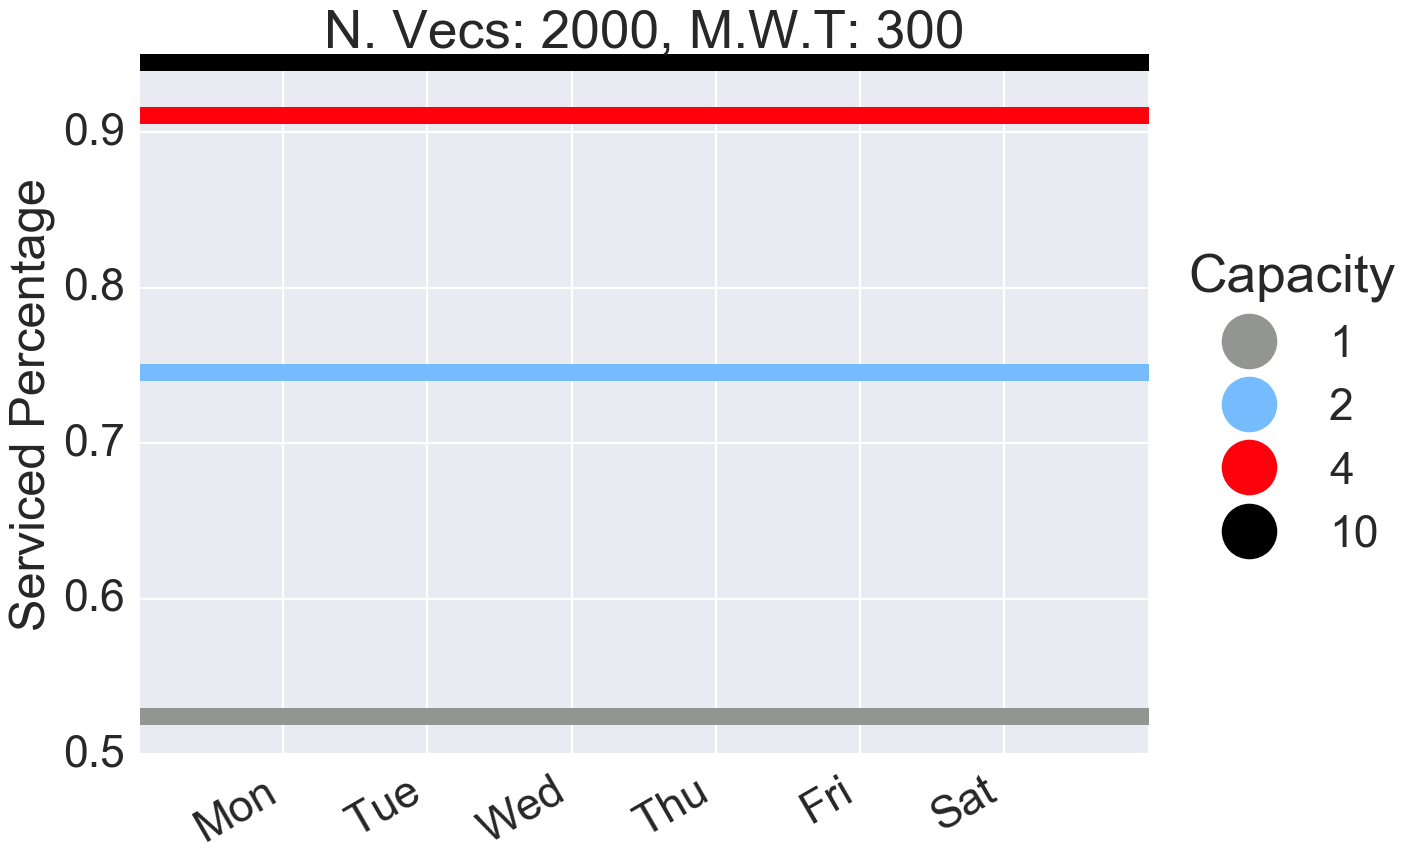 N. Vecs: 2000, M.W.T: 300
Serviced Percentage
0.9
0.8
0.7
0.6
0.5
Mon Tue Wed Thu Fri Sat
Capacity
1
2
4
10